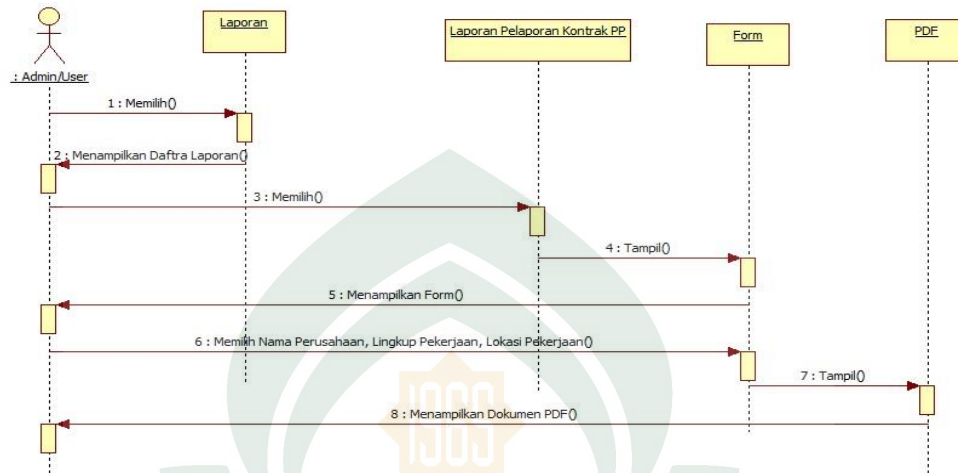 Laporan
Laporan Pelaporan Kontrak PP
Form
PDF
: Admin/User
1 : Memilih()
2 : Menampilkan Daftra Laporan()
3 : Memilih()
4 : Tampil()
5 : Menampilkan Form()
6 : Memilih Nama Perusahaan, Lingkup Pekerjaan, Lokasi Pekerjaan()
7 : Tampil()
8 : Menampilkan Dokumen PDF()
1989